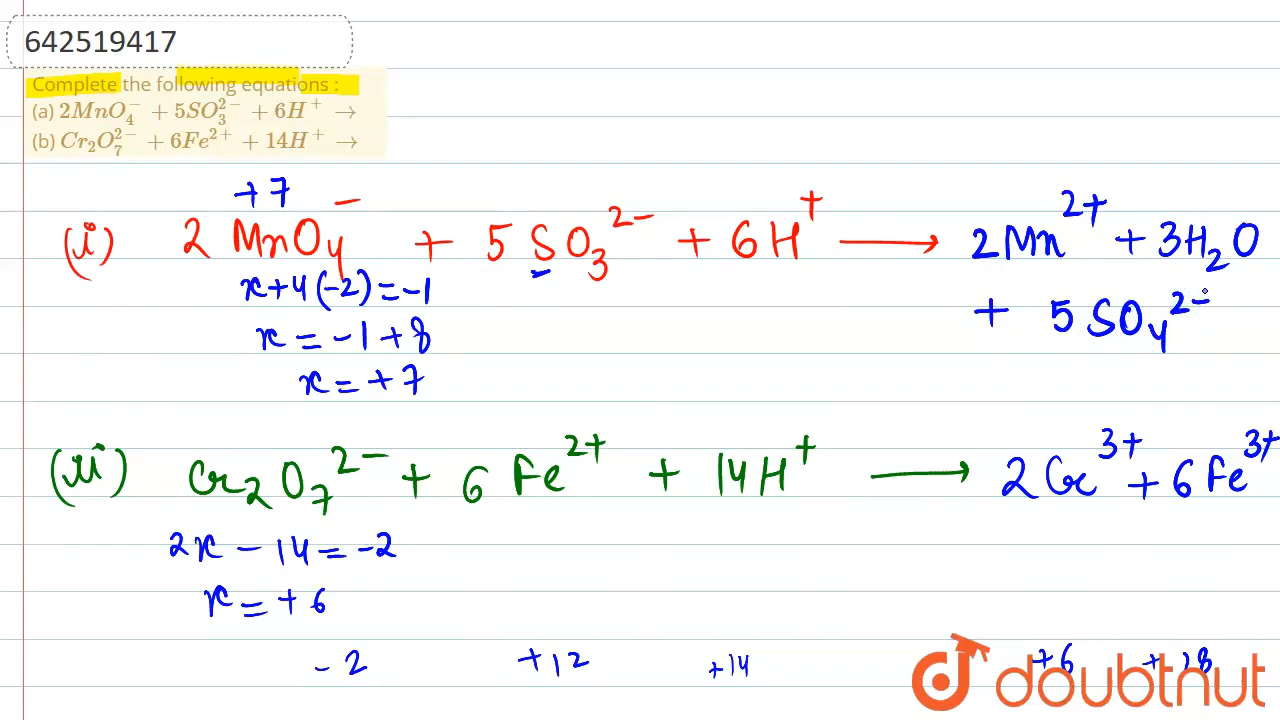 642519417
Complete the following equations :
(a) 2MnO₄⁻ + 5SO₃²⁻ + 6H⁺ →
(b) Cr₂O₇²⁻ + 6Fe²⁺ + 14H⁺ →
+7
(i) 2 MnO₄⁻ + 5 SO₃²⁻ + 6H⁺ ⟶ 2Mn²⁺ + 3H₂O
x+4(-2)=-1
+ 5SO₄²⁻
x = -1+8
x = +7
(ii) Cr₂O₇²⁻ + 6 Fe²⁺ + 14H⁺ ⟶ 2Cr³⁺ + 6Fe³⁺
2x - 14 = -2
x = +6
-2 +12 +14 +6 +18
doubtnut